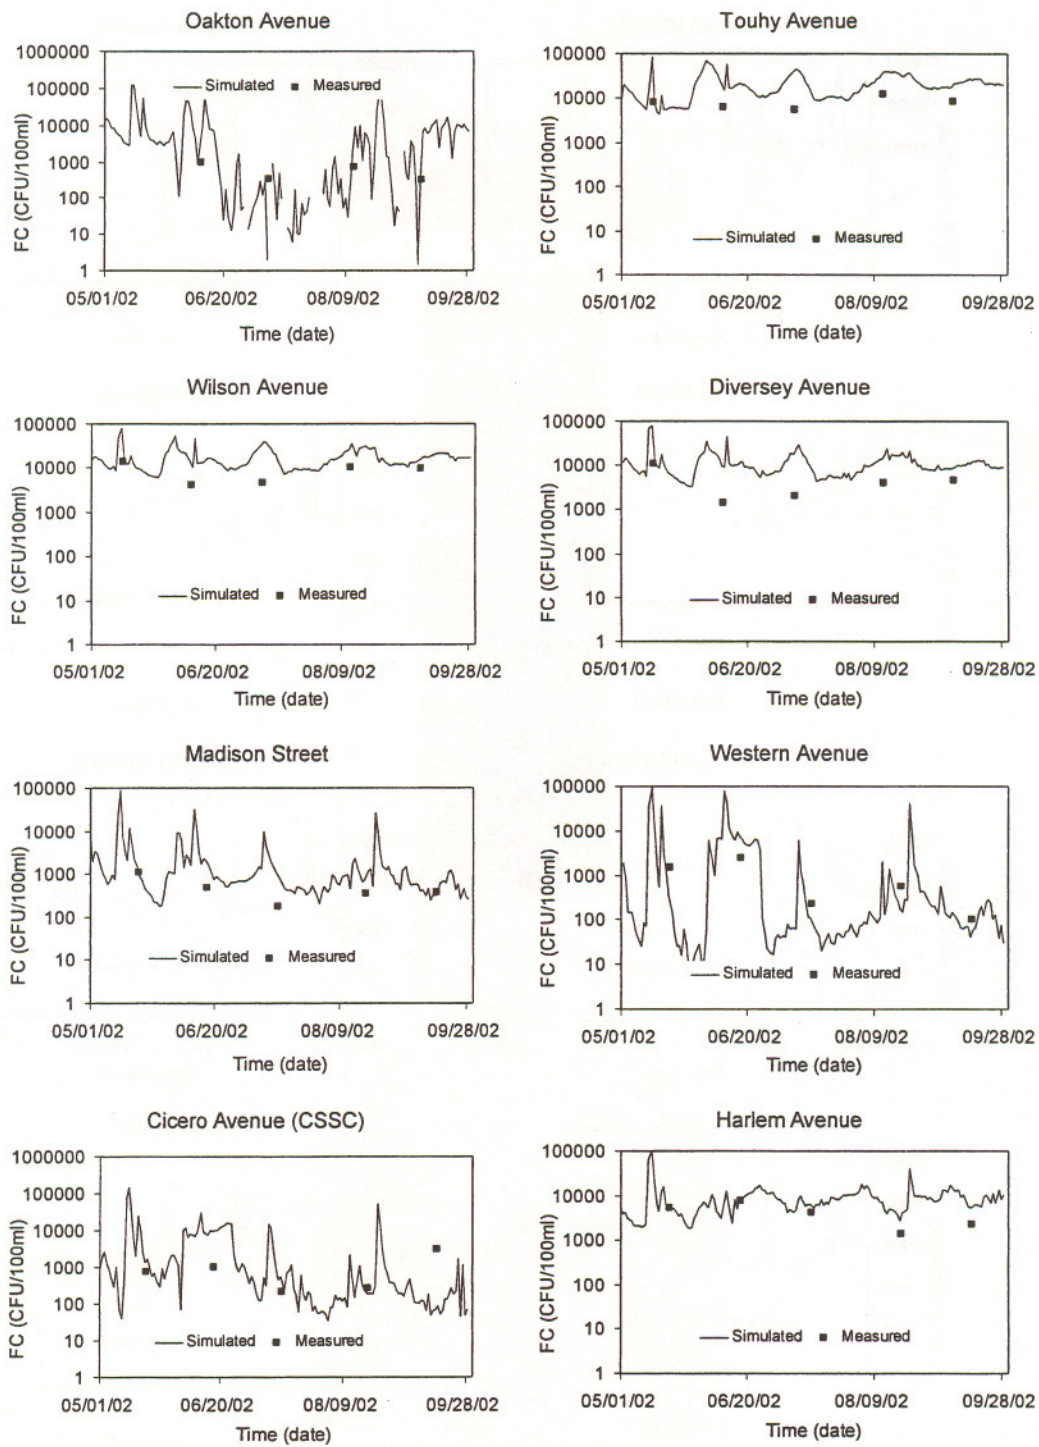 Oakton Avenue
1000000
100000
10000
1000
100
10
1
FC (CFU/100ml)
Simulated
Measured
05/01/02 06/20/02 08/09/02 09/28/02
Time (date)
Touhy Avenue
100000
10000
1000
100
10
1
FC (CFU/100ml)
Simulated
Measured
05/01/02 06/20/02 08/09/02 09/28/02
Time (date)
Wilson Avenue
100000
10000
1000
100
10
1
FC (CFU/100ml)
Simulated
Measured
05/01/02 06/20/02 08/09/02 09/28/02
Time (date)
Diversey Avenue
100000
10000
1000
100
10
1
FC (CFU/100ml)
Simulated
Measured
05/01/02 06/20/02 08/09/02 09/28/02
Time (date)
Madison Street
100000
10000
1000
100
10
1
FC (CFU/100ml)
Simulated
Measured
05/01/02 06/20/02 08/09/02 09/28/02
Time (date)
Western Avenue
100000
10000
1000
100
10
1
FC (CFU/100ml)
Simulated
Measured
05/01/02 06/20/02 08/09/02 09/28/02
Time (date)
Cicero Avenue (CSSC)
1000000
100000
10000
1000
100
10
1
FC (CFU/100ml)
Simulated
Measured
05/01/02 06/20/02 08/09/02 09/28/02
Time (date)
Harlem Avenue
100000
10000
1000
100
10
1
FC (CFU/100ml)
Simulated
Measured
05/01/02 06/20/02 08/09/02 09/28/02
Time (date)